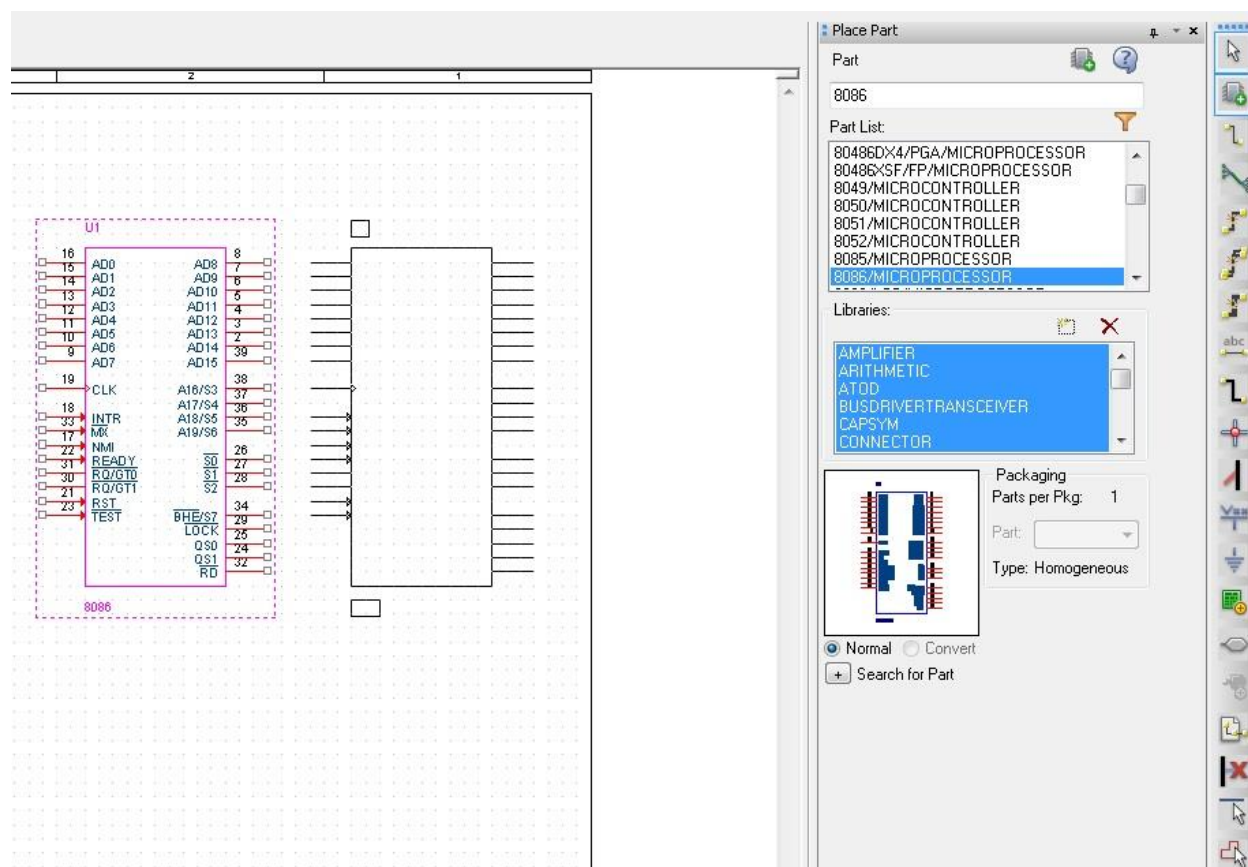 2
1
U1
16
15
14
13
12
11
10
9
19
18
33
17
22
31
30
21
23
AD0
AD1
AD2
AD3
AD4
AD5
AD6
AD7
CLK
INTR
MX
NMI
READY
RQ/GT0
RQ/GT1
RST
TEST
AD8
AD9
AD10
AD11
AD12
AD13
AD14
AD15
A16/S3
A17/S4
A18/S5
A19/S6
S0
S1
S2
BHE/S7
LOCK
QS0
QS1
RD
8
7
6
5
4
3
2
39
38
37
36
35
26
27
28
34
29
25
24
32
8086
Place Part
Part
8086
Part List:
80486DX4/PGA/MICROPROCESSOR
80486XSF/FP/MICROPROCESSOR
8049/MICROCONTROLLER
8050/MICROCONTROLLER
8051/MICROCONTROLLER
8052/MICROCONTROLLER
8085/MICROPROCESSOR
8086/MICROPROCESSOR
Libraries:
AMPLIFIER
ARITHMETIC
ATOD
BUSDRIVERTRANSCEIVER
CAPSYM
CONNECTOR
Packaging
Parts per Pkg: 1
Part:
Type: Homogeneous
Normal Convert
+ Search for Part
abc